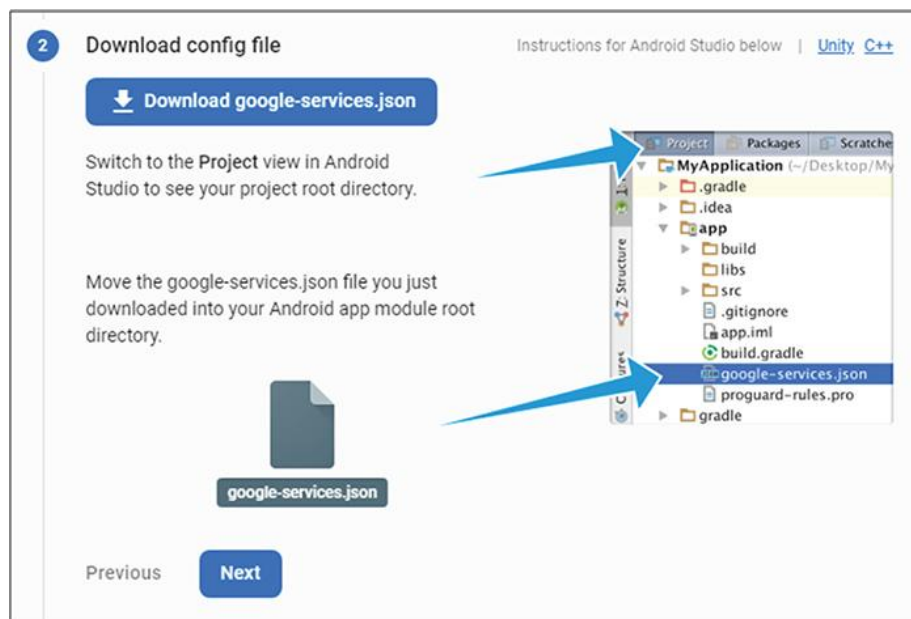 2
Download config file
Instructions for Android Studio below | Unity C++
Download google-services.json
Switch to the Project view in Android
Studio to see your project root directory.
Move the google-services.json file you just
downloaded into your Android app module root
directory.
google-services.json
Project Packages Scratche
MyApplication (~/Desktop/My
.gradle
.idea
app
build
libs
src
.gitignore
app.iml
build.gradle
google-services.json
proguard-rules.pro
gradle
Z: Structure
Previous
Next